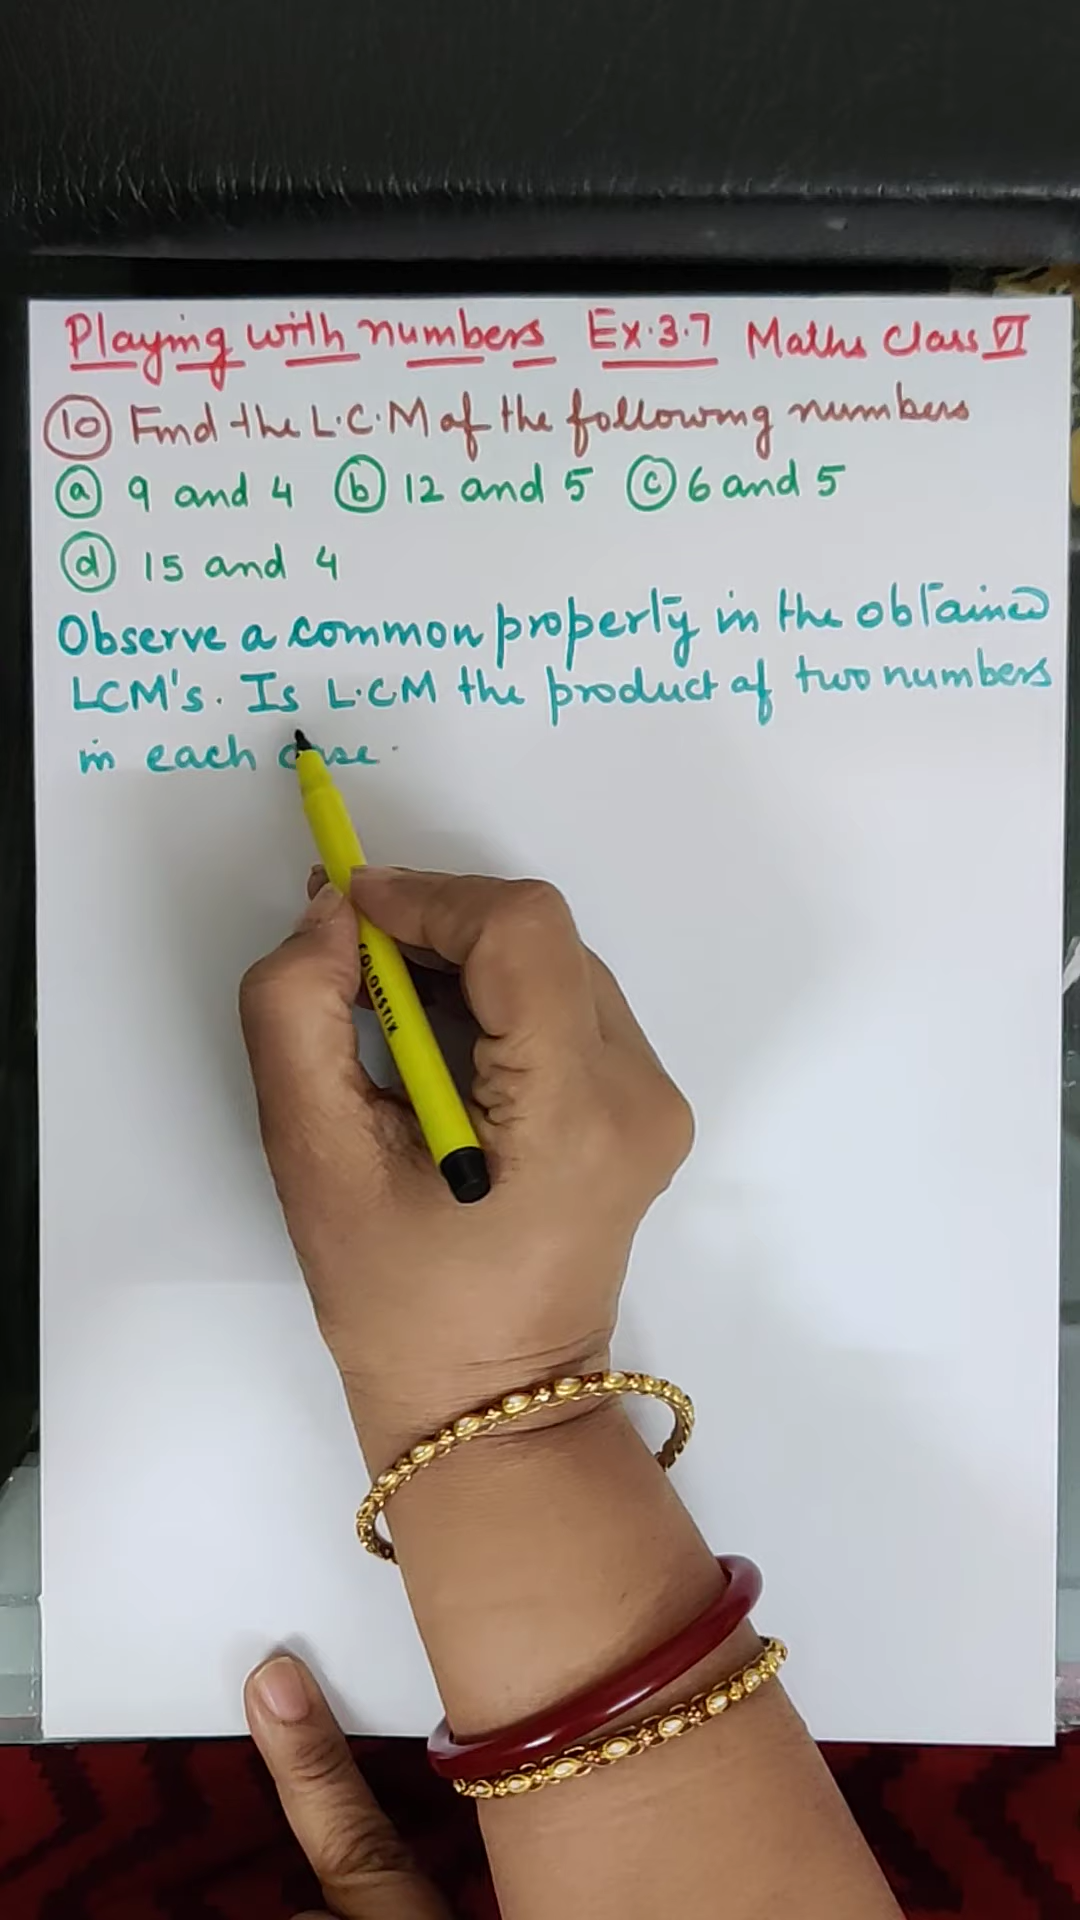 Playing with numbers Ex.3.7 Maths Class VI
10 Find the L.C.M of the following numbers
a 9 and 4 b 12 and 5 c 6 and 5
d 15 and 4
Observe a common property in the obtained
LCM's. Is L.CM the product of two numbers
in each case.
COLORSTIX